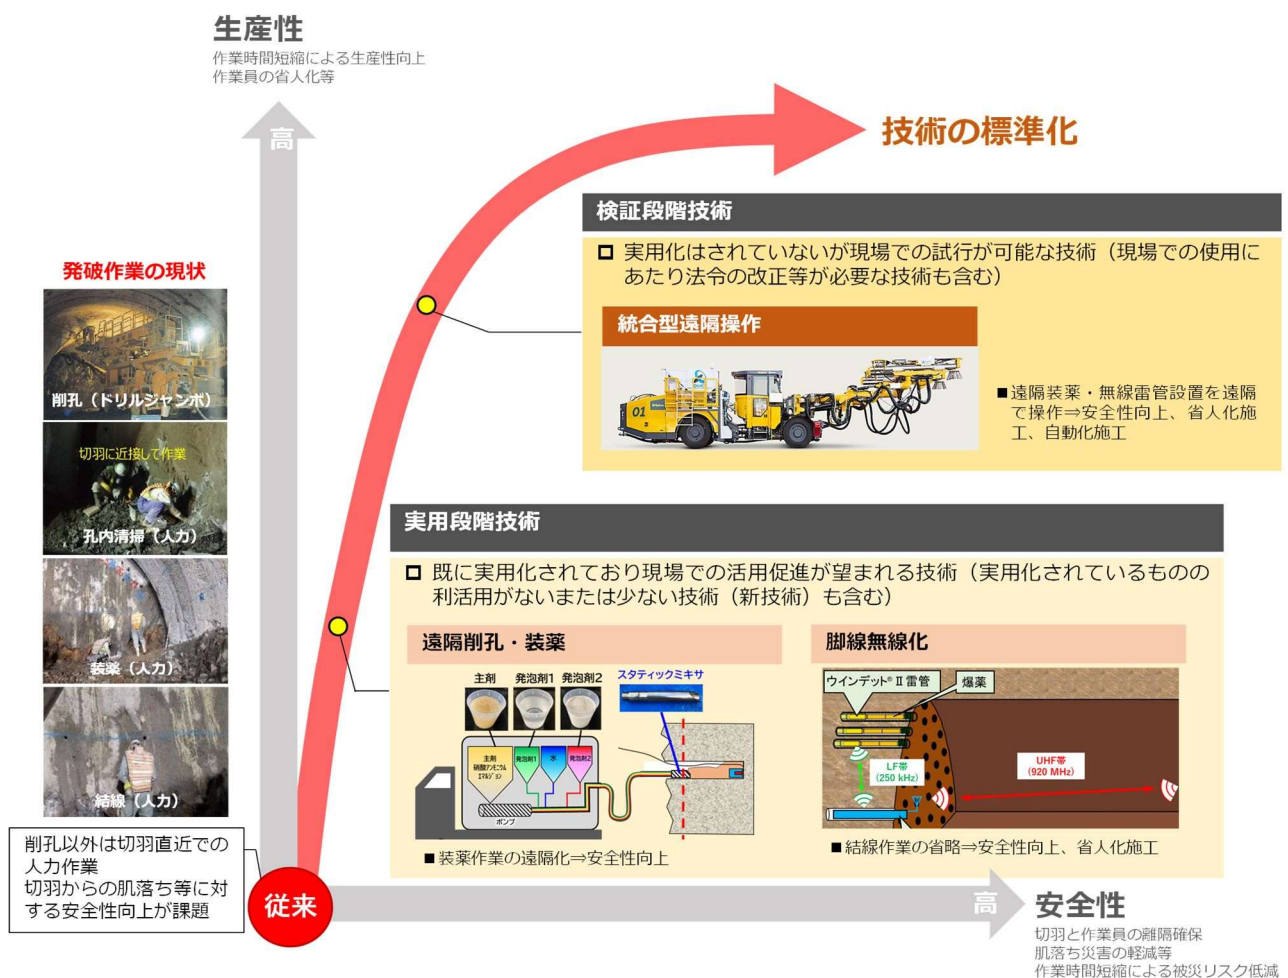 生産性
作業時間短縮による生産性向上
作業員の省人化等
高
技術の標準化
検証段階技術
実用化はされていないが現場での試行が可能な技術（現場での使用に
あたり法令の改正等が必要な技術も含む）
統合型遠隔操作
01
■遠隔装薬・無線雷管設置を遠隔
で操作⇒安全性向上、省人化施
工、自動化施工
発破作業の現状
削孔（ドリルジャンボ）
切羽に近接して作業
孔内清掃（人力）
装薬（人力）
結線（人力）
削孔以外は切羽直近での
人力作業
切羽からの肌落ち等に対
する安全性向上が課題
従来
実用段階技術
既に実用化されており現場での活用促進が望まれる技術（実用化されているものの
利活用がないまたは少ない技術（新技術）も含む）
遠隔削孔・装薬
主剤
発泡剤1
発泡剤2
スタティックミキサ
主剤
硝酸アンモニウム
エマルジョン
発泡剤1
水
発泡剤2
ポンプ
■装薬作業の遠隔化⇒安全性向上
脚線無線化
ウインデット® Ⅱ 雷管
爆薬
LF帯
(250 kHz)
UHF帯
(920 MHz)
■結線作業の省略⇒安全性向上、省人化施工
高
安全性
切羽と作業員の離隔確保
肌落ち災害の軽減等
作業時間短縮による被災リスク低減